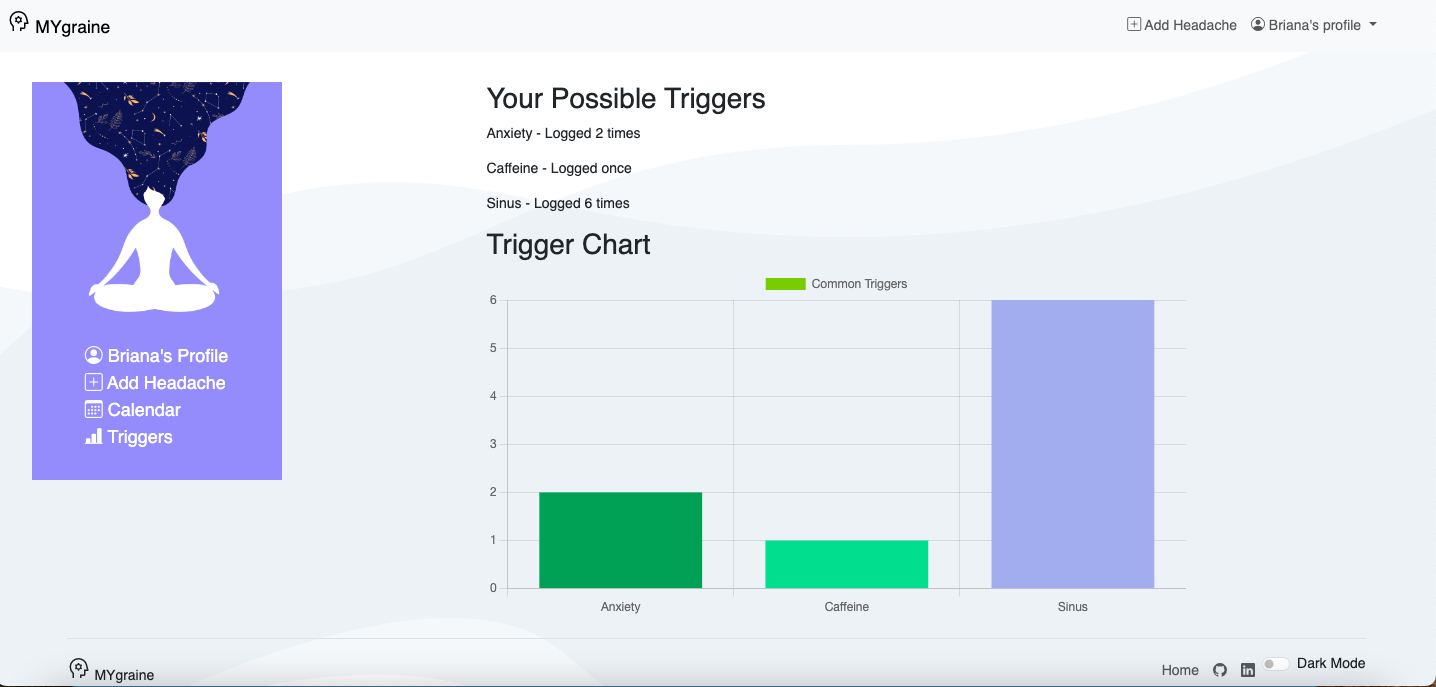 MYgraine
Add Headache Briana's profile
Briana's Profile
Add Headache
Calendar
Triggers
Your Possible Triggers
Anxiety - Logged 2 times
Caffeine - Logged once
Sinus - Logged 6 times
Trigger Chart
Common Triggers
6
5
4
3
2
1
0
Anxiety Caffeine Sinus
MYgraine
Home Dark Mode